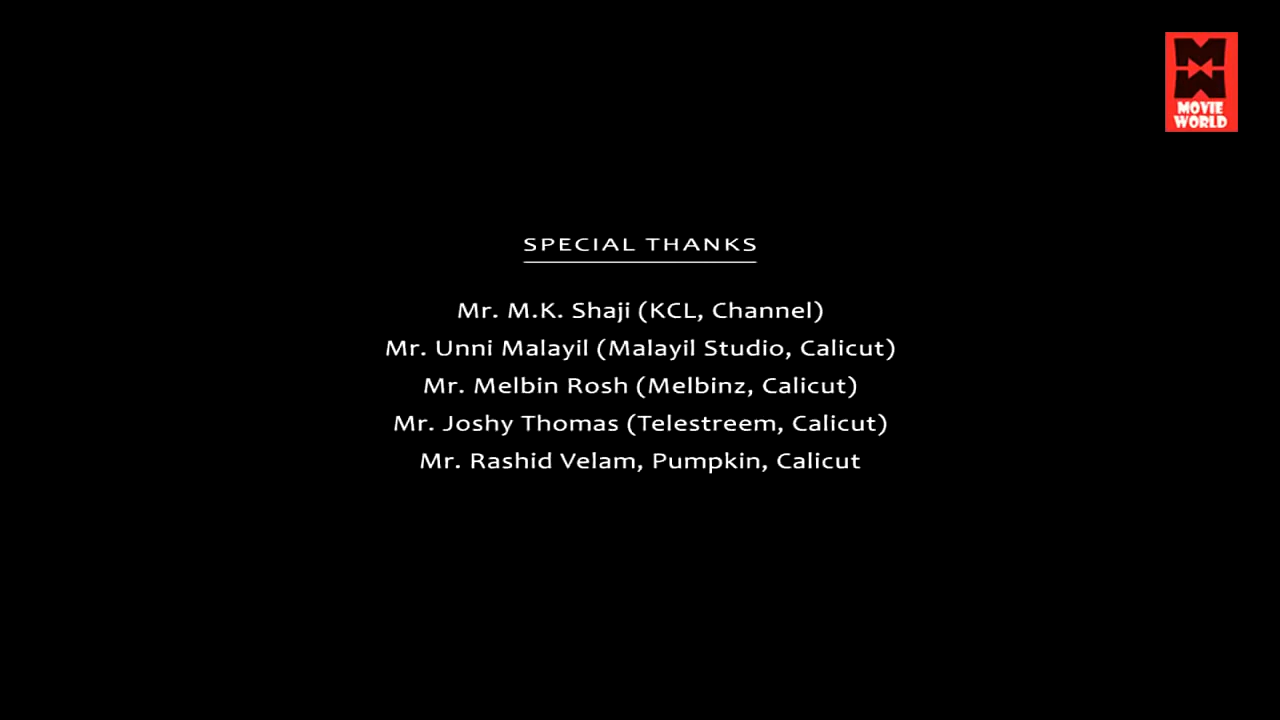 MOVIE
WORLD
SPECIAL THANKS
Mr. M.K. Shaji (KCL, Channel)
Mr. Unni Malayil (Malayil Studio, Calicut)
Mr. Melbin Rosh (Melbinz, Calicut)
Mr. Joshy Thomas (Telestreem, Calicut)
Mr. Rashid Velam, Pumpkin, Calicut